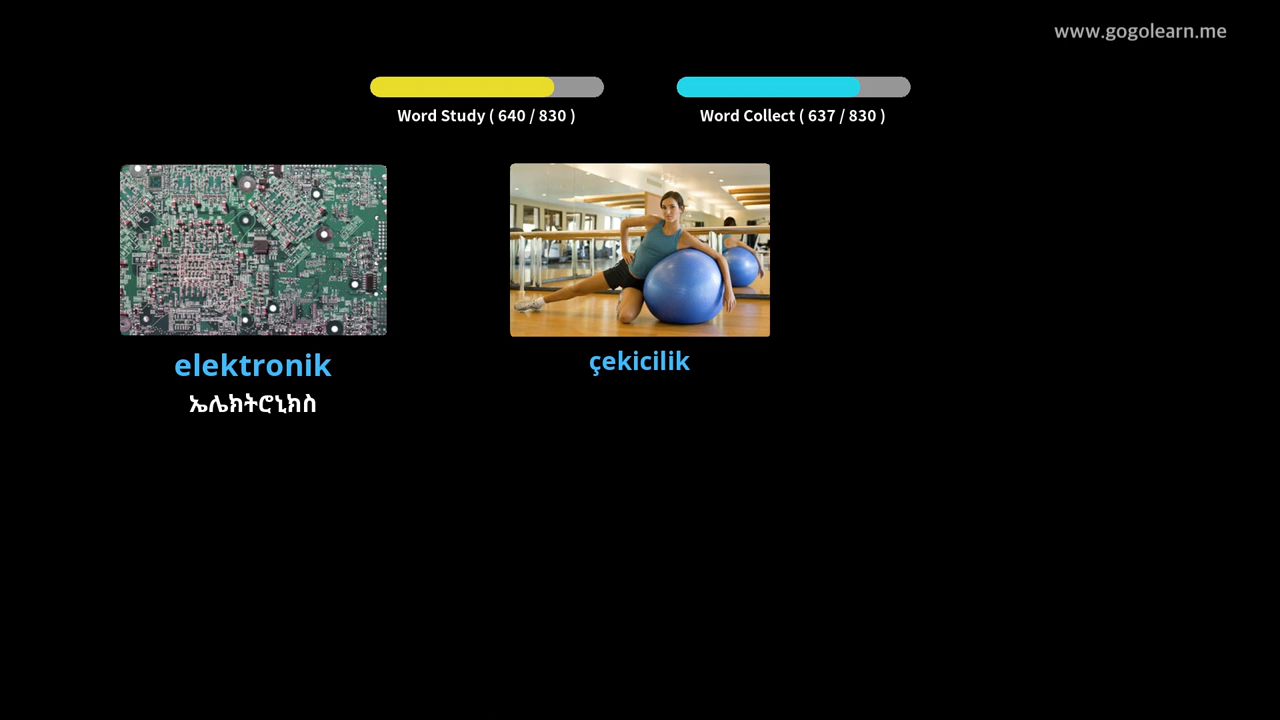 www.gogolearn.me
Word Study ( 640 / 830 )
Word Collect ( 637 / 830 )
elektronik
ኤሌክትሮኒክስ
çekicilik